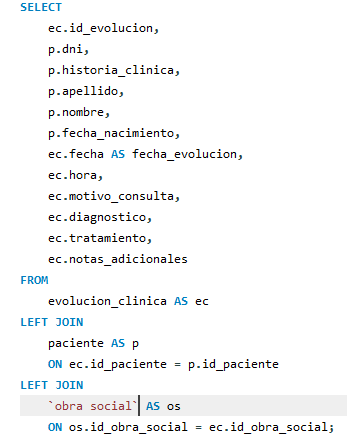 SELECT
    ec.id_evolucion,
    p.dni,
    p.historia_clinica,
    p.apellido,
    p.nombre,
    p.fecha_nacimiento,
    ec.fecha AS fecha_evolucion,
    ec.hora,
    ec.motivo_consulta,
    ec.diagnostico,
    ec.tratamiento,
    ec.notas_adicionales
FROM
    evolucion_clinica AS ec
LEFT JOIN
    paciente AS p
    ON ec.id_paciente = p.id_paciente
LEFT JOIN
    `obra social` AS os
    ON os.id_obra_social = ec.id_obra_social;